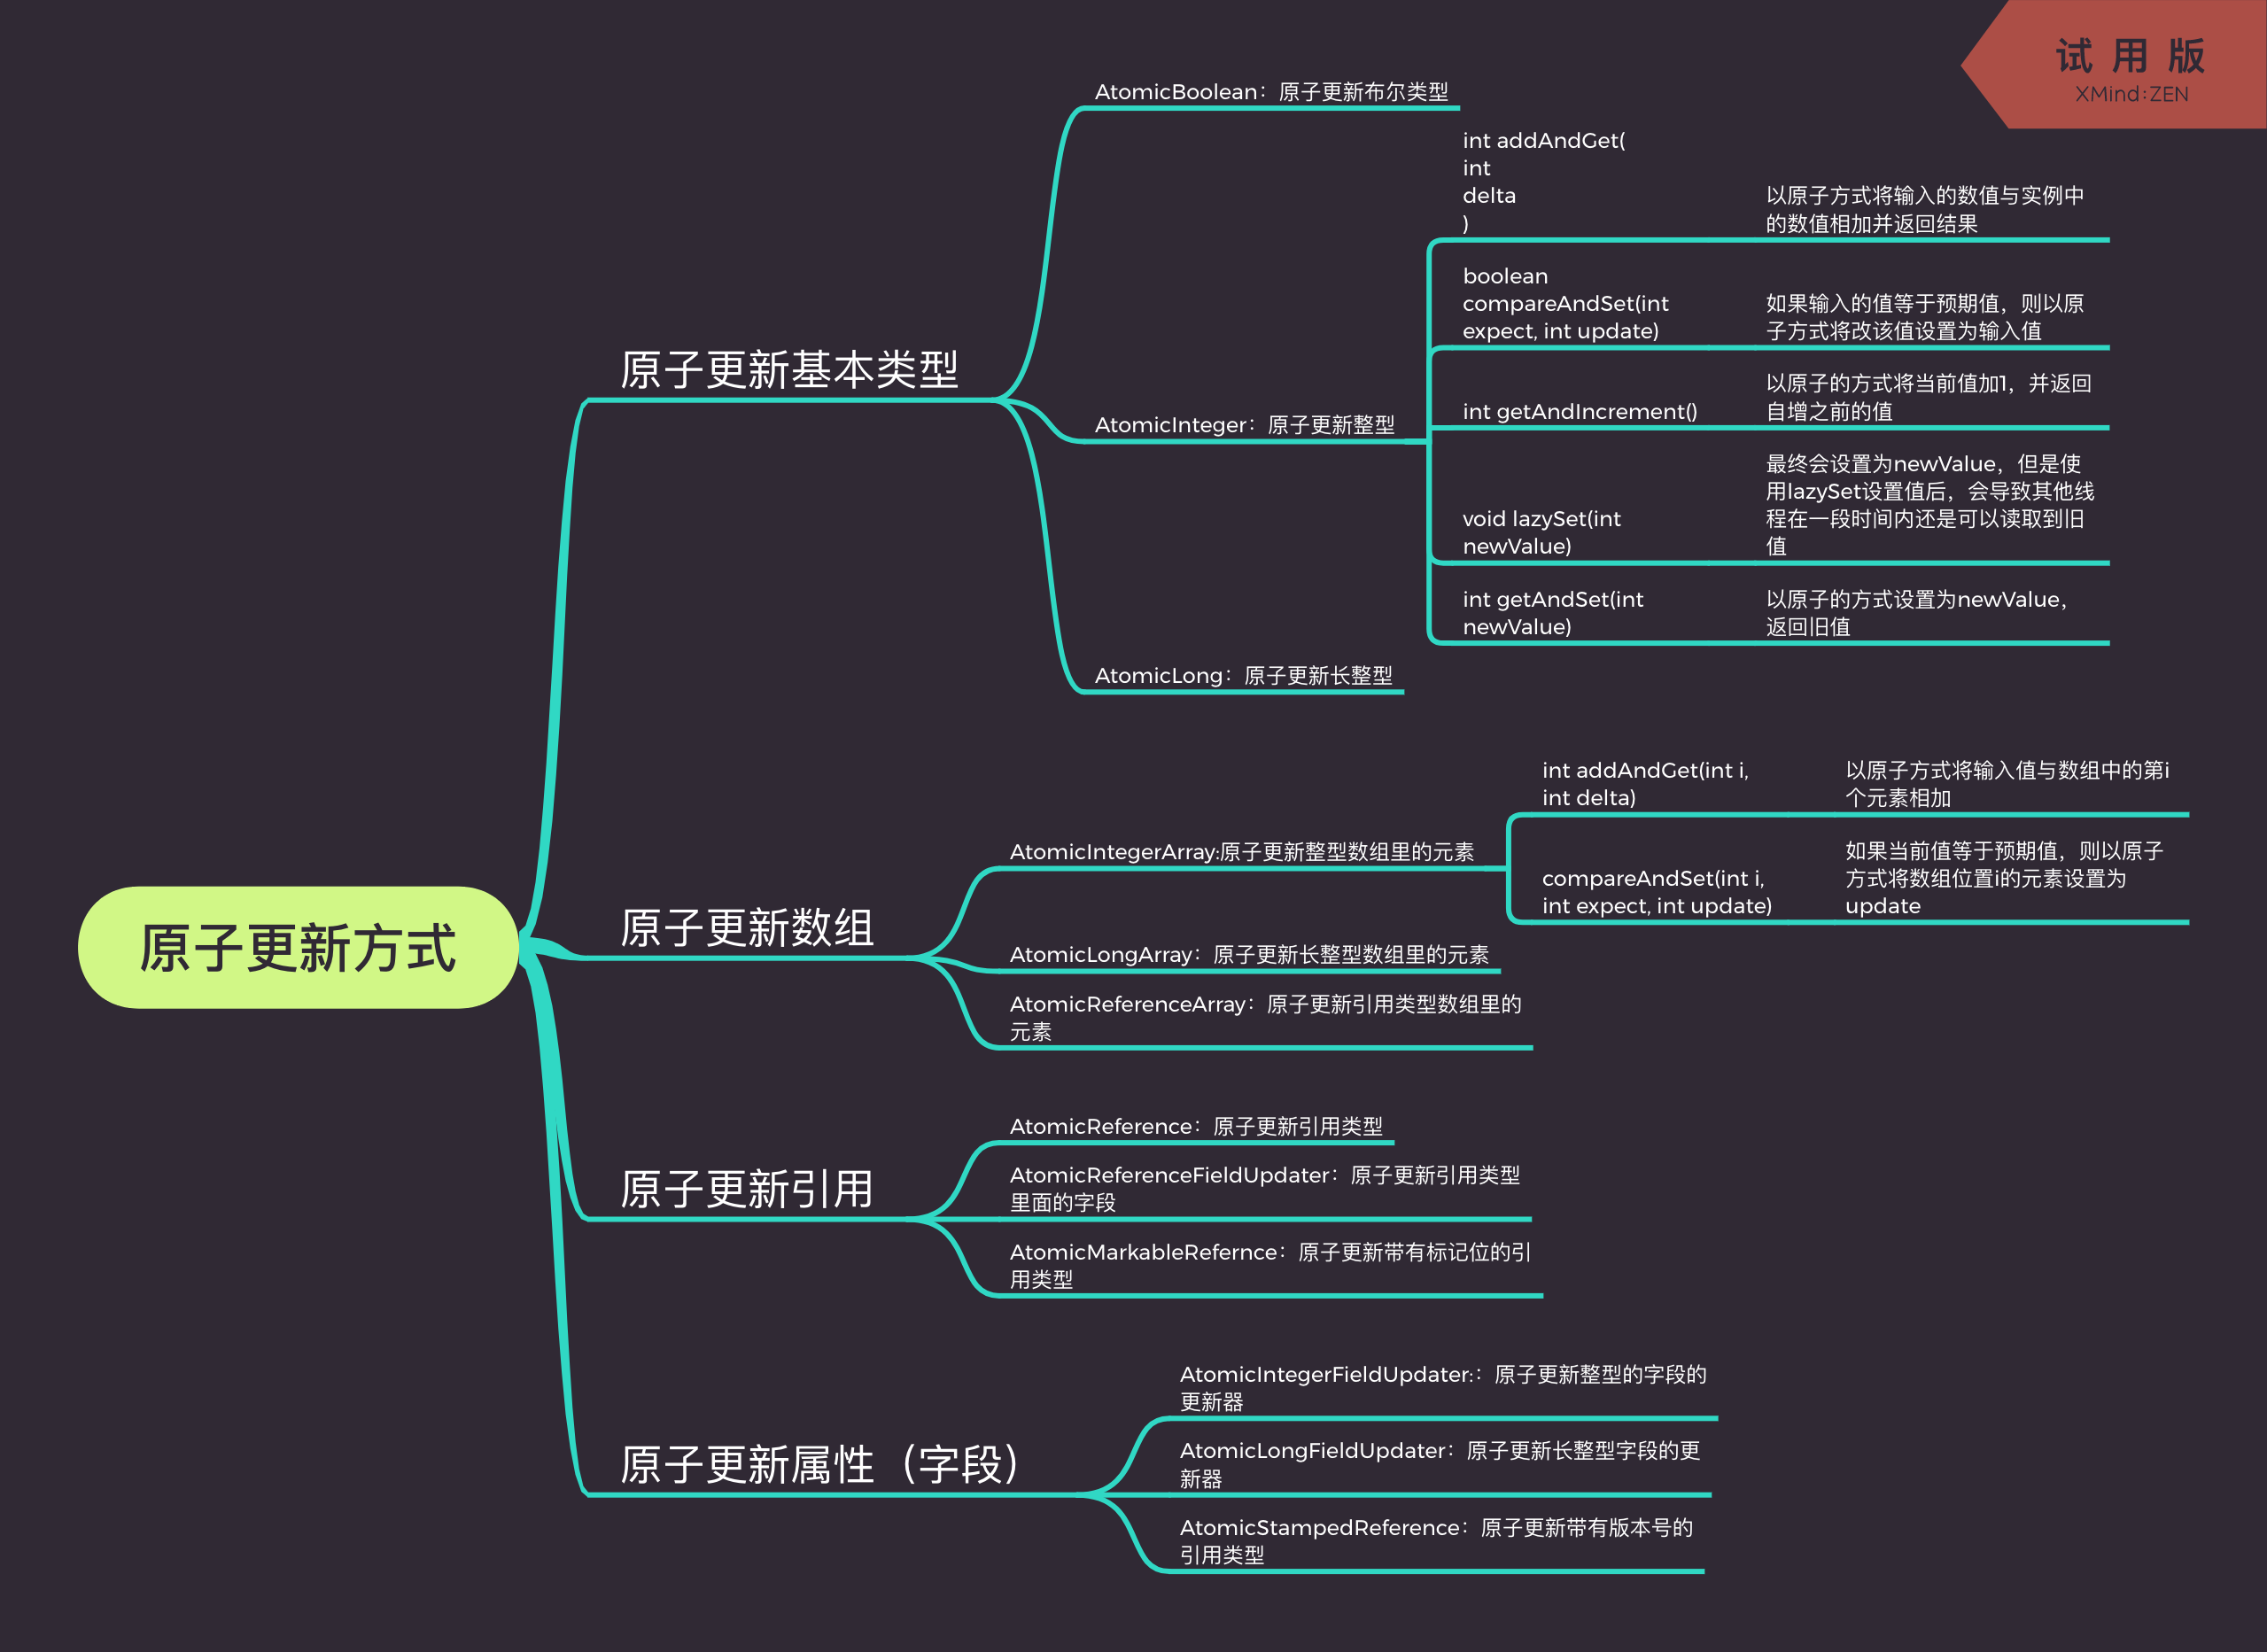 试用版
XMind:ZEN
原子更新方式
原子更新基本类型
AtomicBoolean：原子更新布尔类型
AtomicInteger：原子更新整型
int addAndGet(
int
delta
)
以原子方式将输入的数值与实例中
的数值相加并返回结果
boolean
compareAndSet(int
expect, int update)
如果输入的值等于预期值，则以原
子方式将改该值设置为输入值
int getAndIncrement()
以原子的方式将当前值加1，并返回
自增之前的值
void lazySet(int
newValue)
最终会设置为newValue，但是使
用lazySet设置值后，会导致其他线
程在一段时间内还是可以读取到旧
值
int getAndSet(int
newValue)
以原子的方式设置为newValue，
返回旧值
AtomicLong：原子更新长整型
原子更新数组
AtomicIntegerArray:原子更新整型数组里的元素
int addAndGet(int i,
int delta)
以原子方式将输入值与数组中的第i
个元素相加
compareAndSet(int i,
int expect, int update)
如果当前值等于预期值，则以原子
方式将数组位置i的元素设置为
update
AtomicLongArray：原子更新长整型数组里的元素
AtomicReferenceArray：原子更新引用类型数组里的
元素
原子更新引用
AtomicReference：原子更新引用类型
AtomicReferenceFieldUpdater：原子更新引用类型
里面的字段
AtomicMarkableRefernce：原子更新带有标记位的引
用类型
原子更新属性（字段）
AtomicIntegerFieldUpdater:：原子更新整型的字段的
更新器
AtomicLongFieldUpdater：原子更新长整型字段的更
新器
AtomicStampedReference：原子更新带有版本号的
引用类型